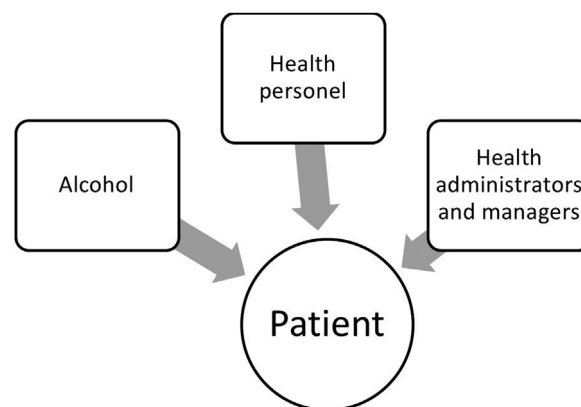 Health
personel
Alcohol
Health
administrators
and managers
Patient